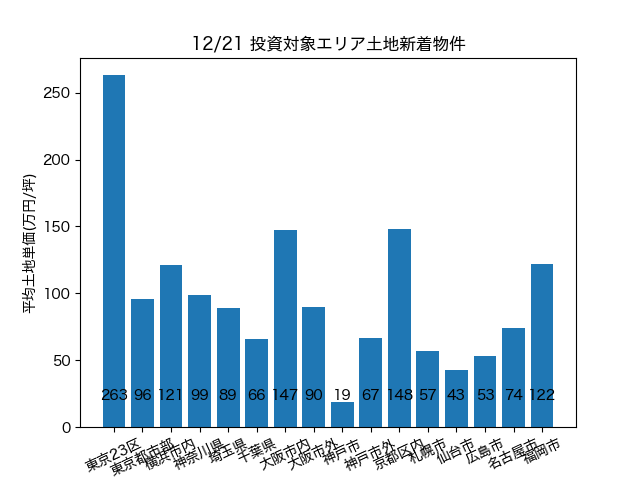 12/21 投資対象エリア土地新着物件
平均土地単価(万円/坪)
250
200
150
100
50
0
263 96 121 99 89 66 147 90 19 67 148 57 43 53 74 122
東京23区 東京都市部 横浜市内 神奈川県 埼玉県 千葉県 大阪市内 大阪市外 神戸市 神戸市外 京都区内 札幌市 仙台市 広島市 名古屋市 福岡市